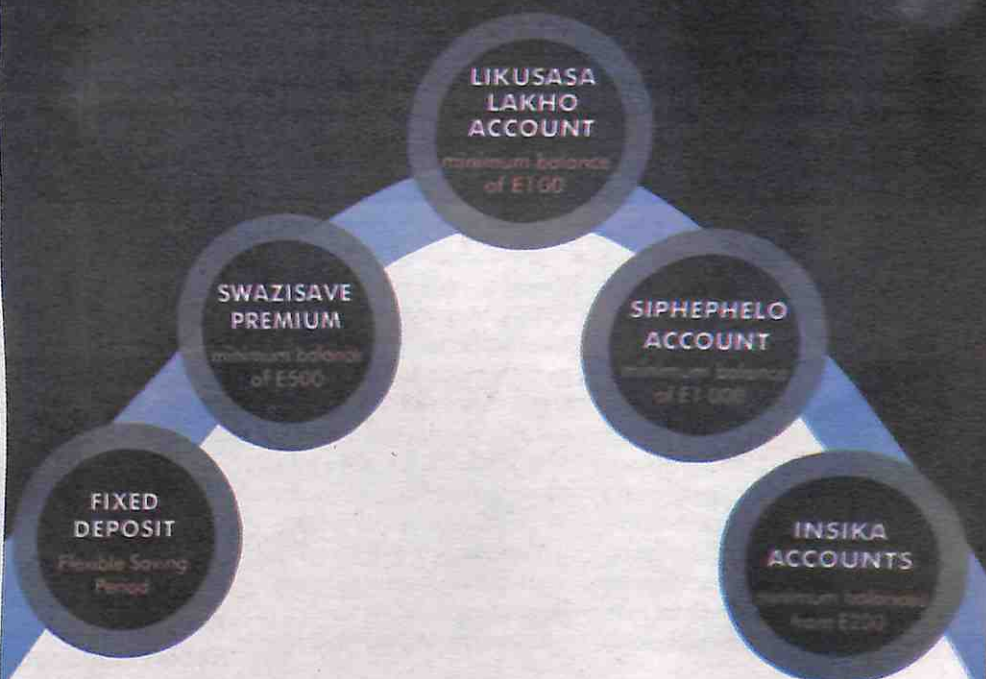 LIKUSASA
LAKHO
ACCOUNT
minimum balance
of E100
SWAZISAVE
PREMIUM
minimum balance
of E500
SIPHEPHELO
ACCOUNT
minimum balance
of E1 000
FIXED
DEPOSIT
Flexible Saving
Period
INSIKA
ACCOUNTS
minimum balances
from E200